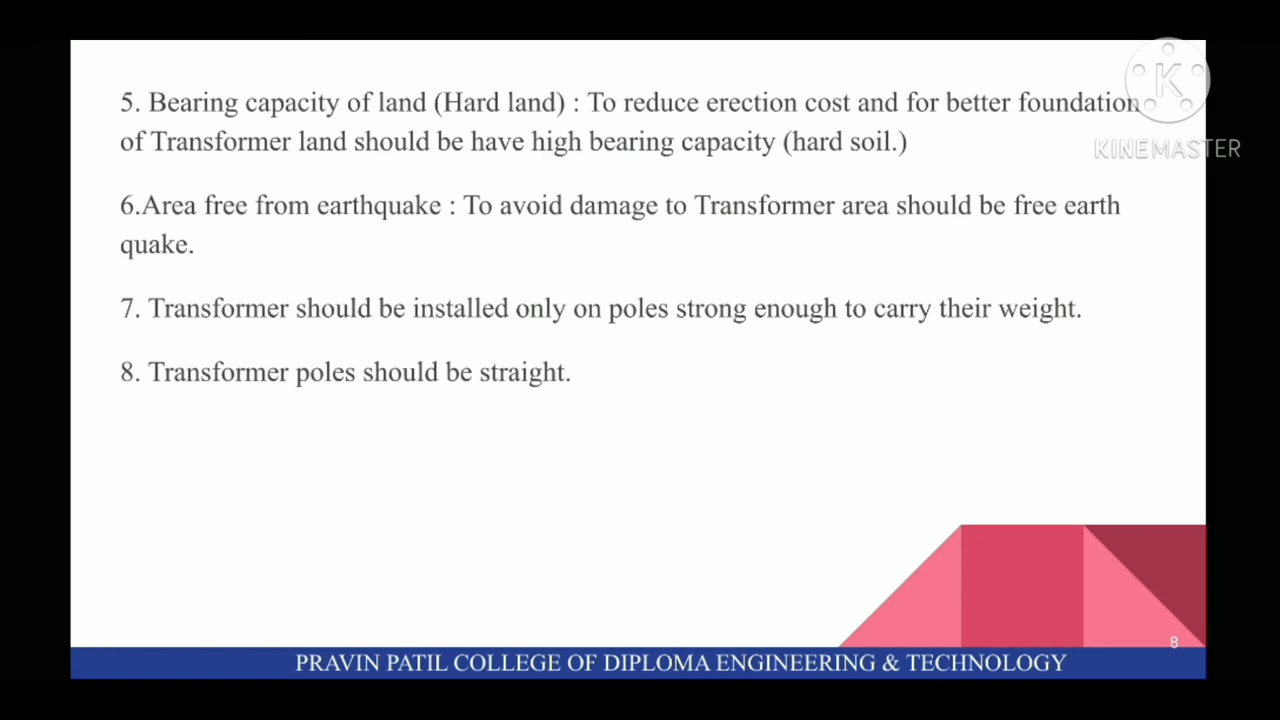 5. Bearing capacity of land (Hard land) : To reduce erection cost and for better foundation
of Transformer land should be have high bearing capacity (hard soil.)
6.Area free from earthquake : To avoid damage to Transformer area should be free earth
quake.
7. Transformer should be installed only on poles strong enough to carry their weight.
8. Transformer poles should be straight.
K
KINEMASTER
8
PRAVIN PATIL COLLEGE OF DIPLOMA ENGINEERING & TECHNOLOGY